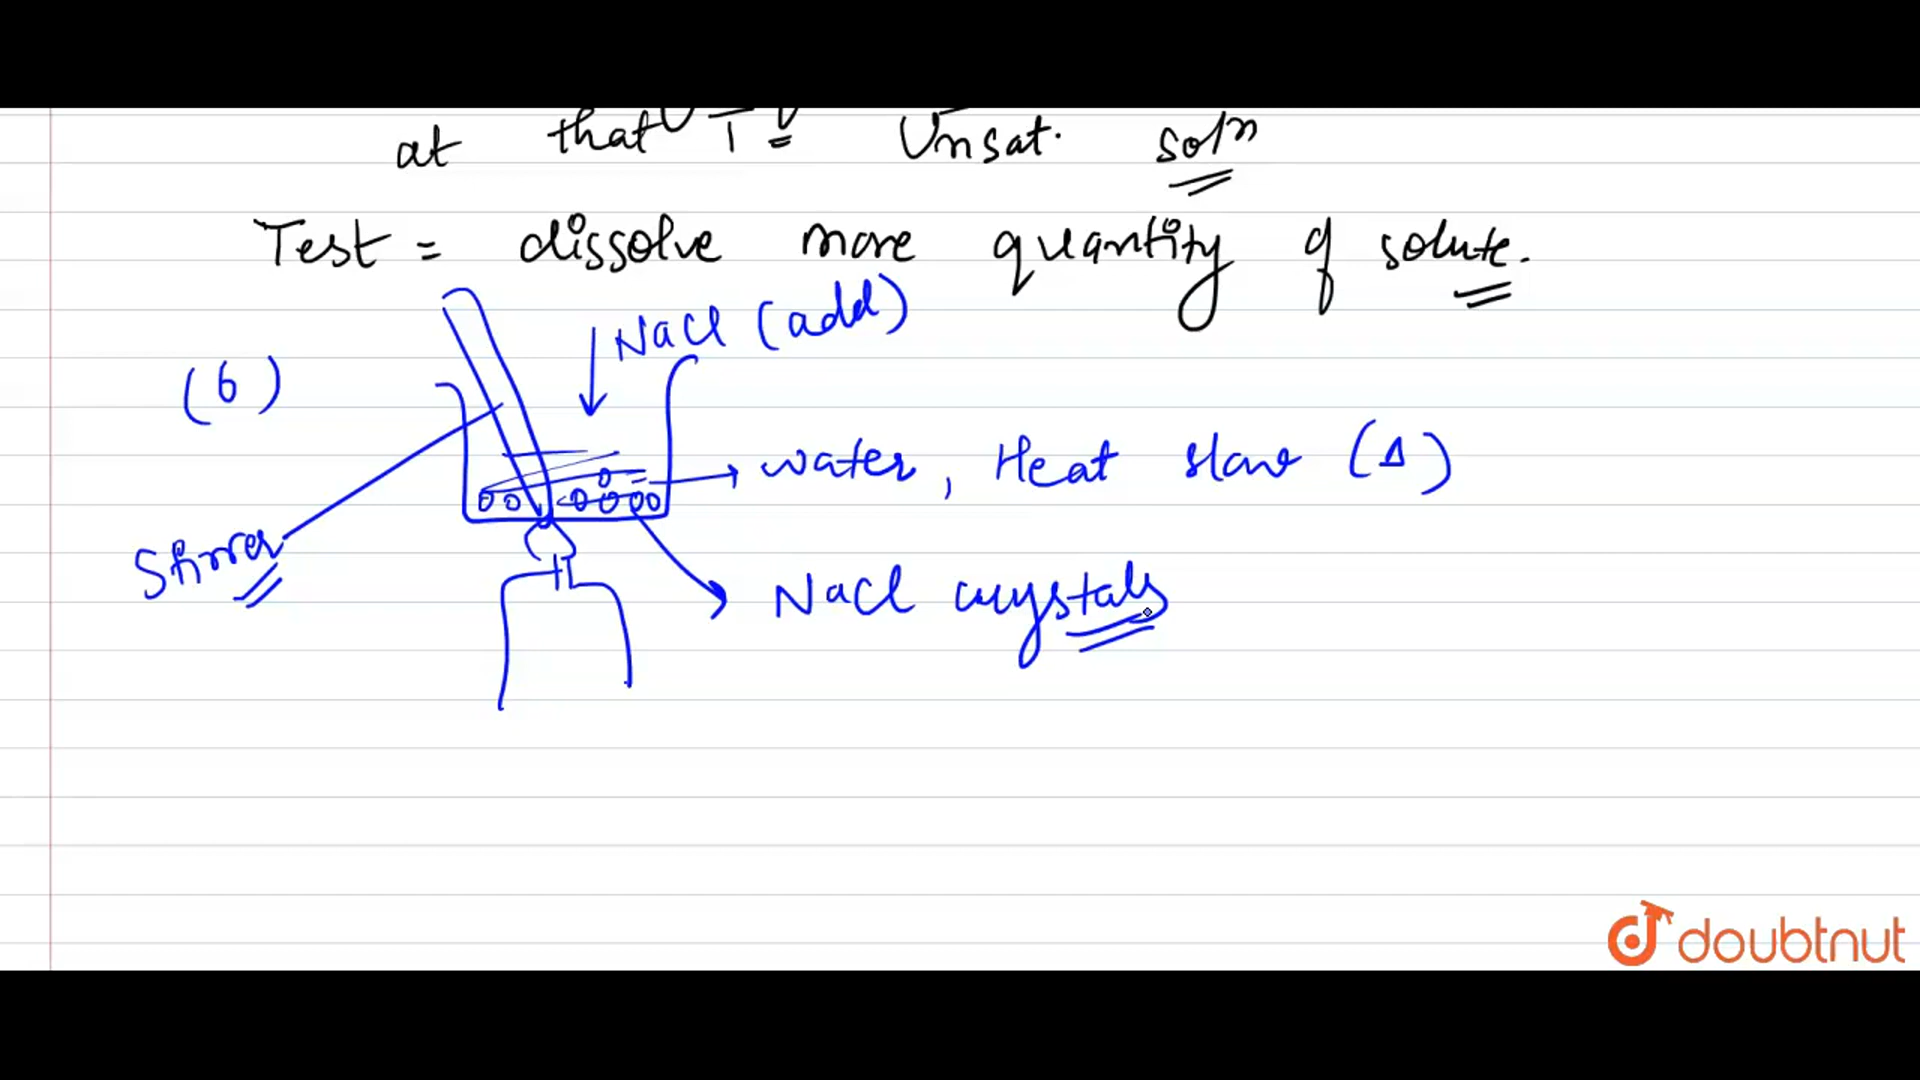 at that T Unsat. solⁿ
Test = dissolve more quantity of solute.
NaCl (add)
(6)
water, Heat slow (Δ)
Stirrer
NaCl crystals
doubtnut